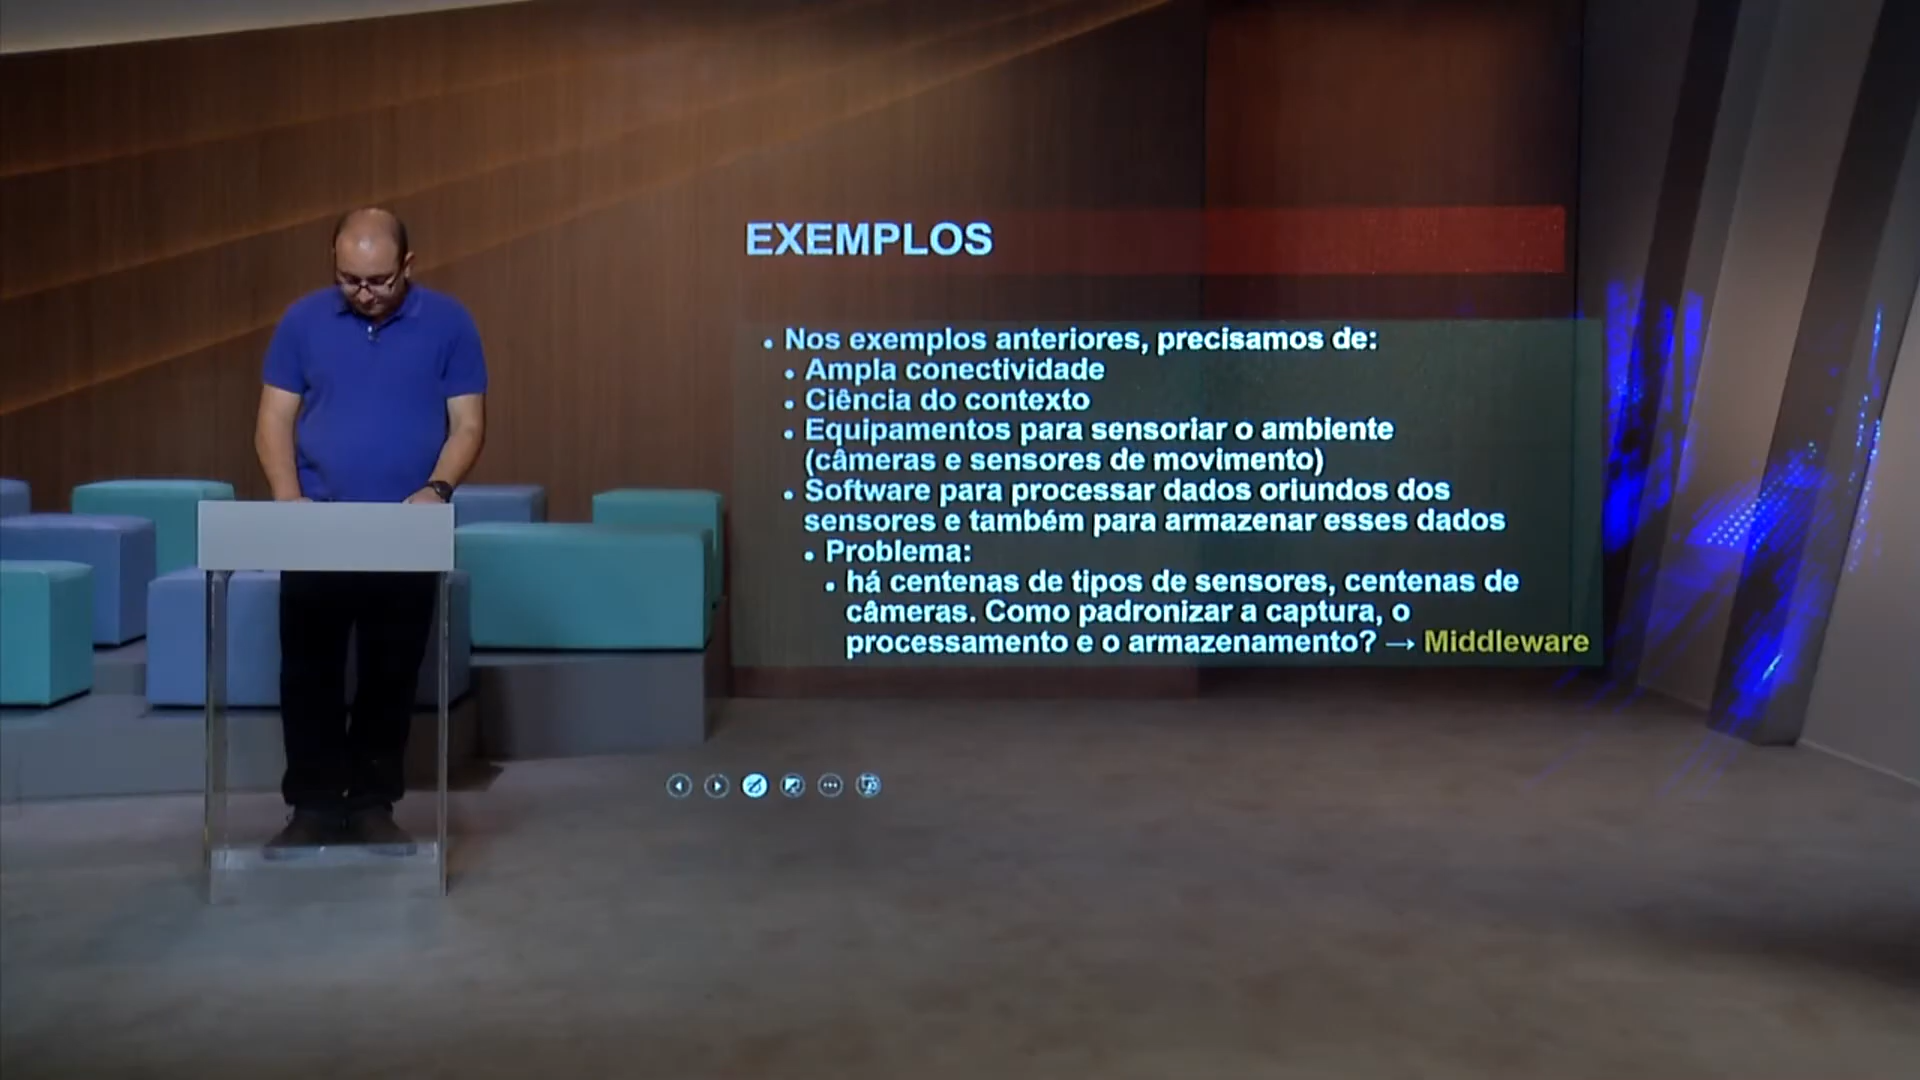 EXEMPLOS
• Nos exemplos anteriores, precisamos de:
• Ampla conectividade
• Ciência do contexto
• Equipamentos para sensoriar o ambiente
(câmeras e sensores de movimento)
• Software para processar dados oriundos dos
sensores e também para armazenar esses dados
• Problema:
• há centenas de tipos de sensores, centenas de
câmeras. Como padronizar a captura, o
processamento e o armazenamento? → Middleware